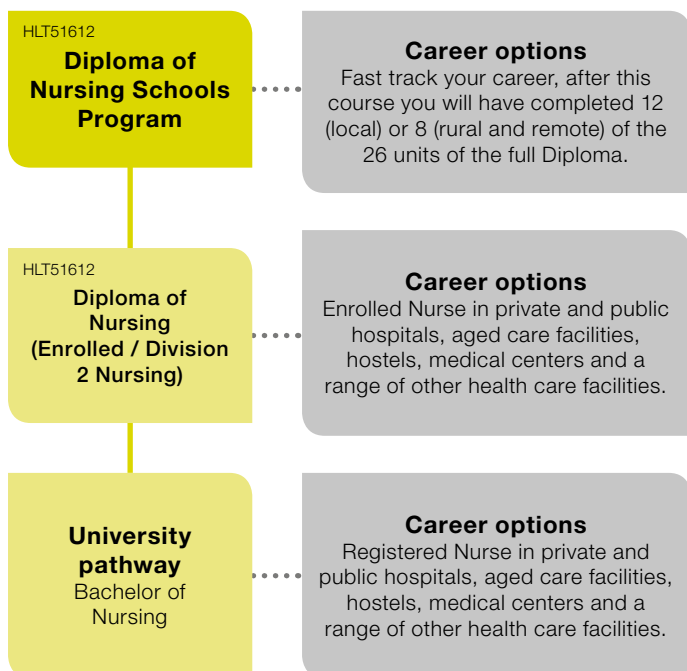 HLT51612
Diploma of
Nursing Schools
Program
Career options
Fast track your career, after this
course you will have completed 12
(local) or 8 (rural and remote) of the
26 units of the full Diploma.
HLT51612
Diploma of
Nursing
(Enrolled / Division
2 Nursing)
Career options
Enrolled Nurse in private and public
hospitals, aged care facilities,
hostels, medical centers and a
range of other health care facilities.
University
pathway
Bachelor of
Nursing
Career options
Registered Nurse in private and
public hospitals, aged care facilities,
hostels, medical centers and a
range of other health care facilities.